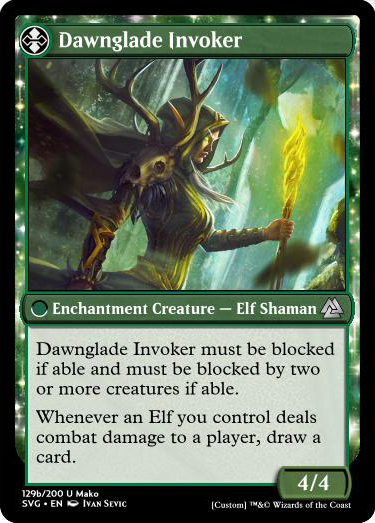 Dawnglade Invoker
Enchantment Creature — Elf Shaman
Dawnglade Invoker must be blocked
if able and must be blocked by two
or more creatures if able.
Whenever an Elf you control deals
combat damage to a player, draw a
card.
4/4
129b/200 U Mako
SVG • EN Ivan Sevic
[Custom] ™&© Wizards of the Coast